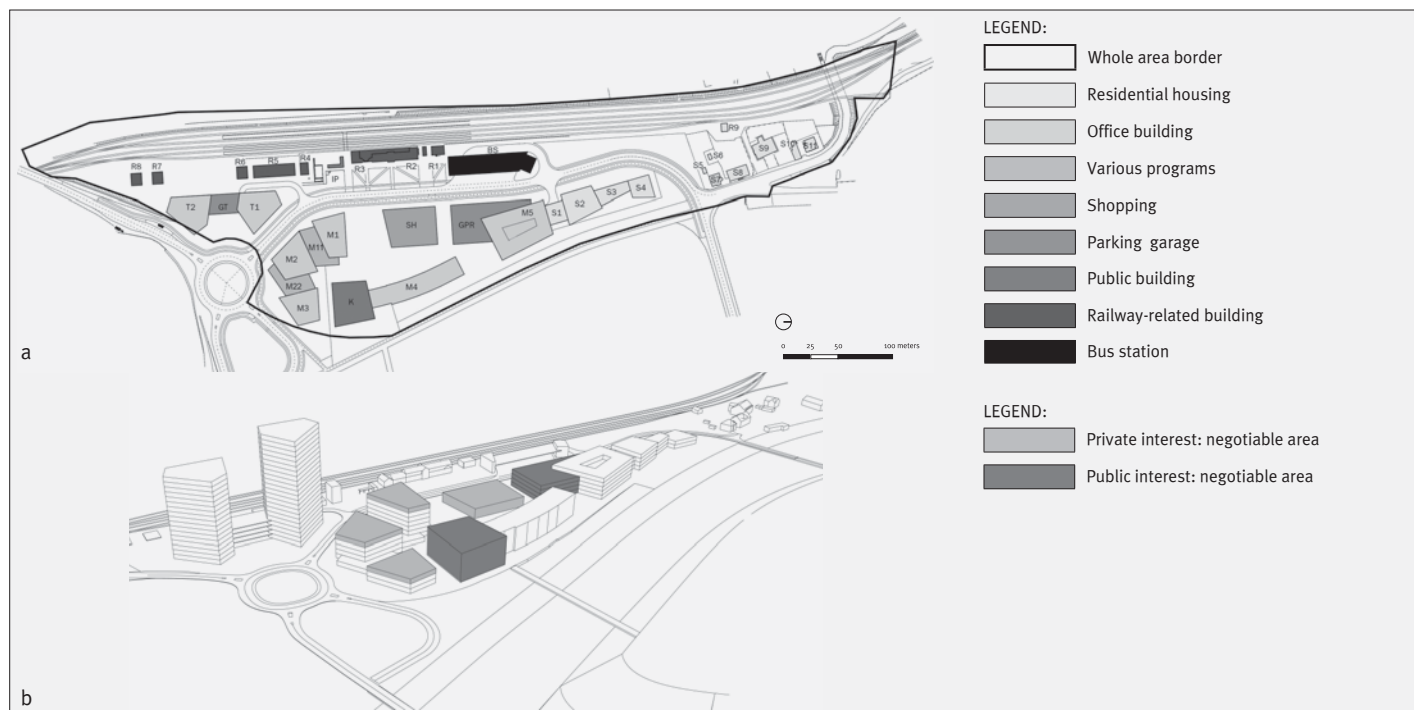 LEGEND:
Whole area border
Residential housing
Office building
Various programs
Shopping
Parking garage
Public building
Railway-related building
Bus station
LEGEND:
Private interest: negotiable area
Public interest: negotiable area
a
R8
R7
R6
R5
R4
IP
R3
R2
R1
BS
R9
S5
S6
S7
S8
S9
S11
T2
GT
T1
M1
M11
M2
M22
M3
K
M4
SH
GPR
M5
S1
S2
S3
S4
0 25 50 100 meters
b